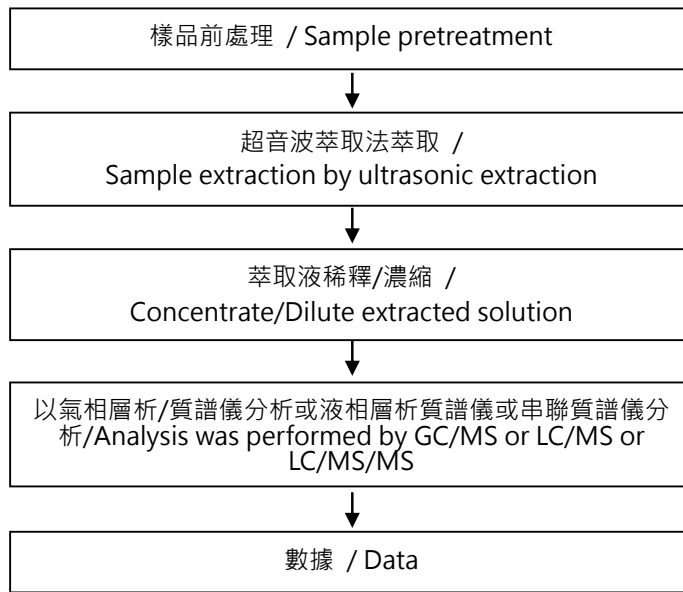 樣品前處理 / Sample pretreatment
超音波萃取法萃取 /
Sample extraction by ultrasonic extraction
萃取液稀釋/濃縮 /
Concentrate/Dilute extracted solution
以氣相層析/質譜儀分析或液相層析質譜儀或串聯質譜儀分
析/Analysis was performed by GC/MS or LC/MS or
LC/MS/MS
數據 / Data